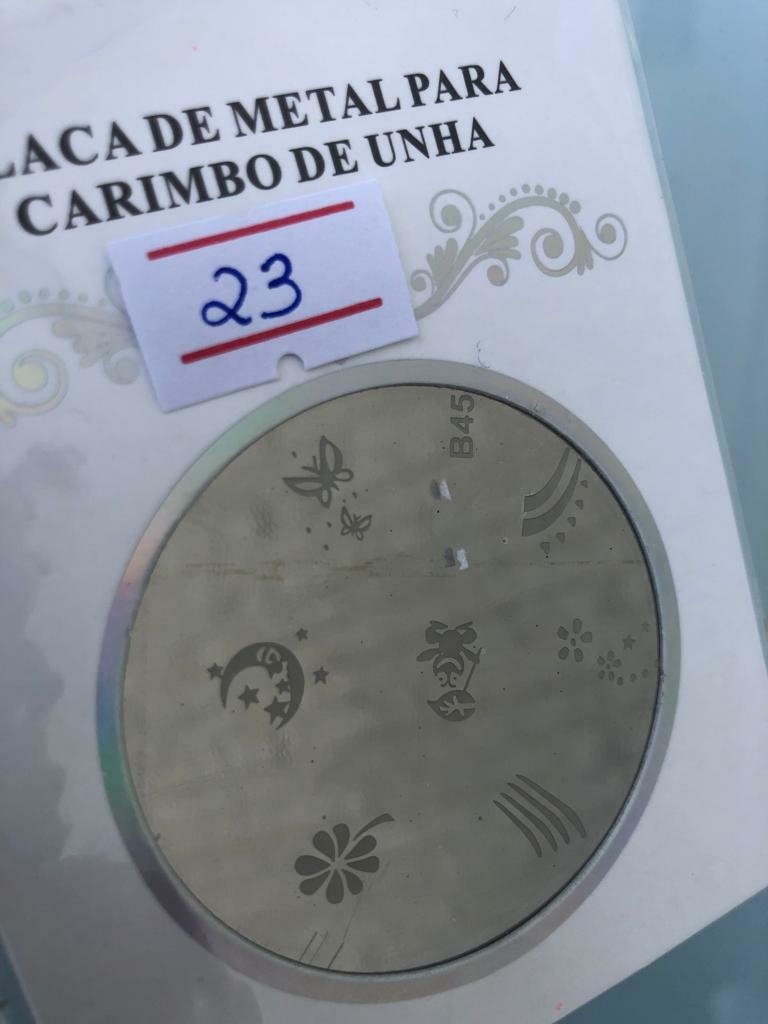 LACA DE METAL PARA
CARIMBO DE UNHA
23
B45